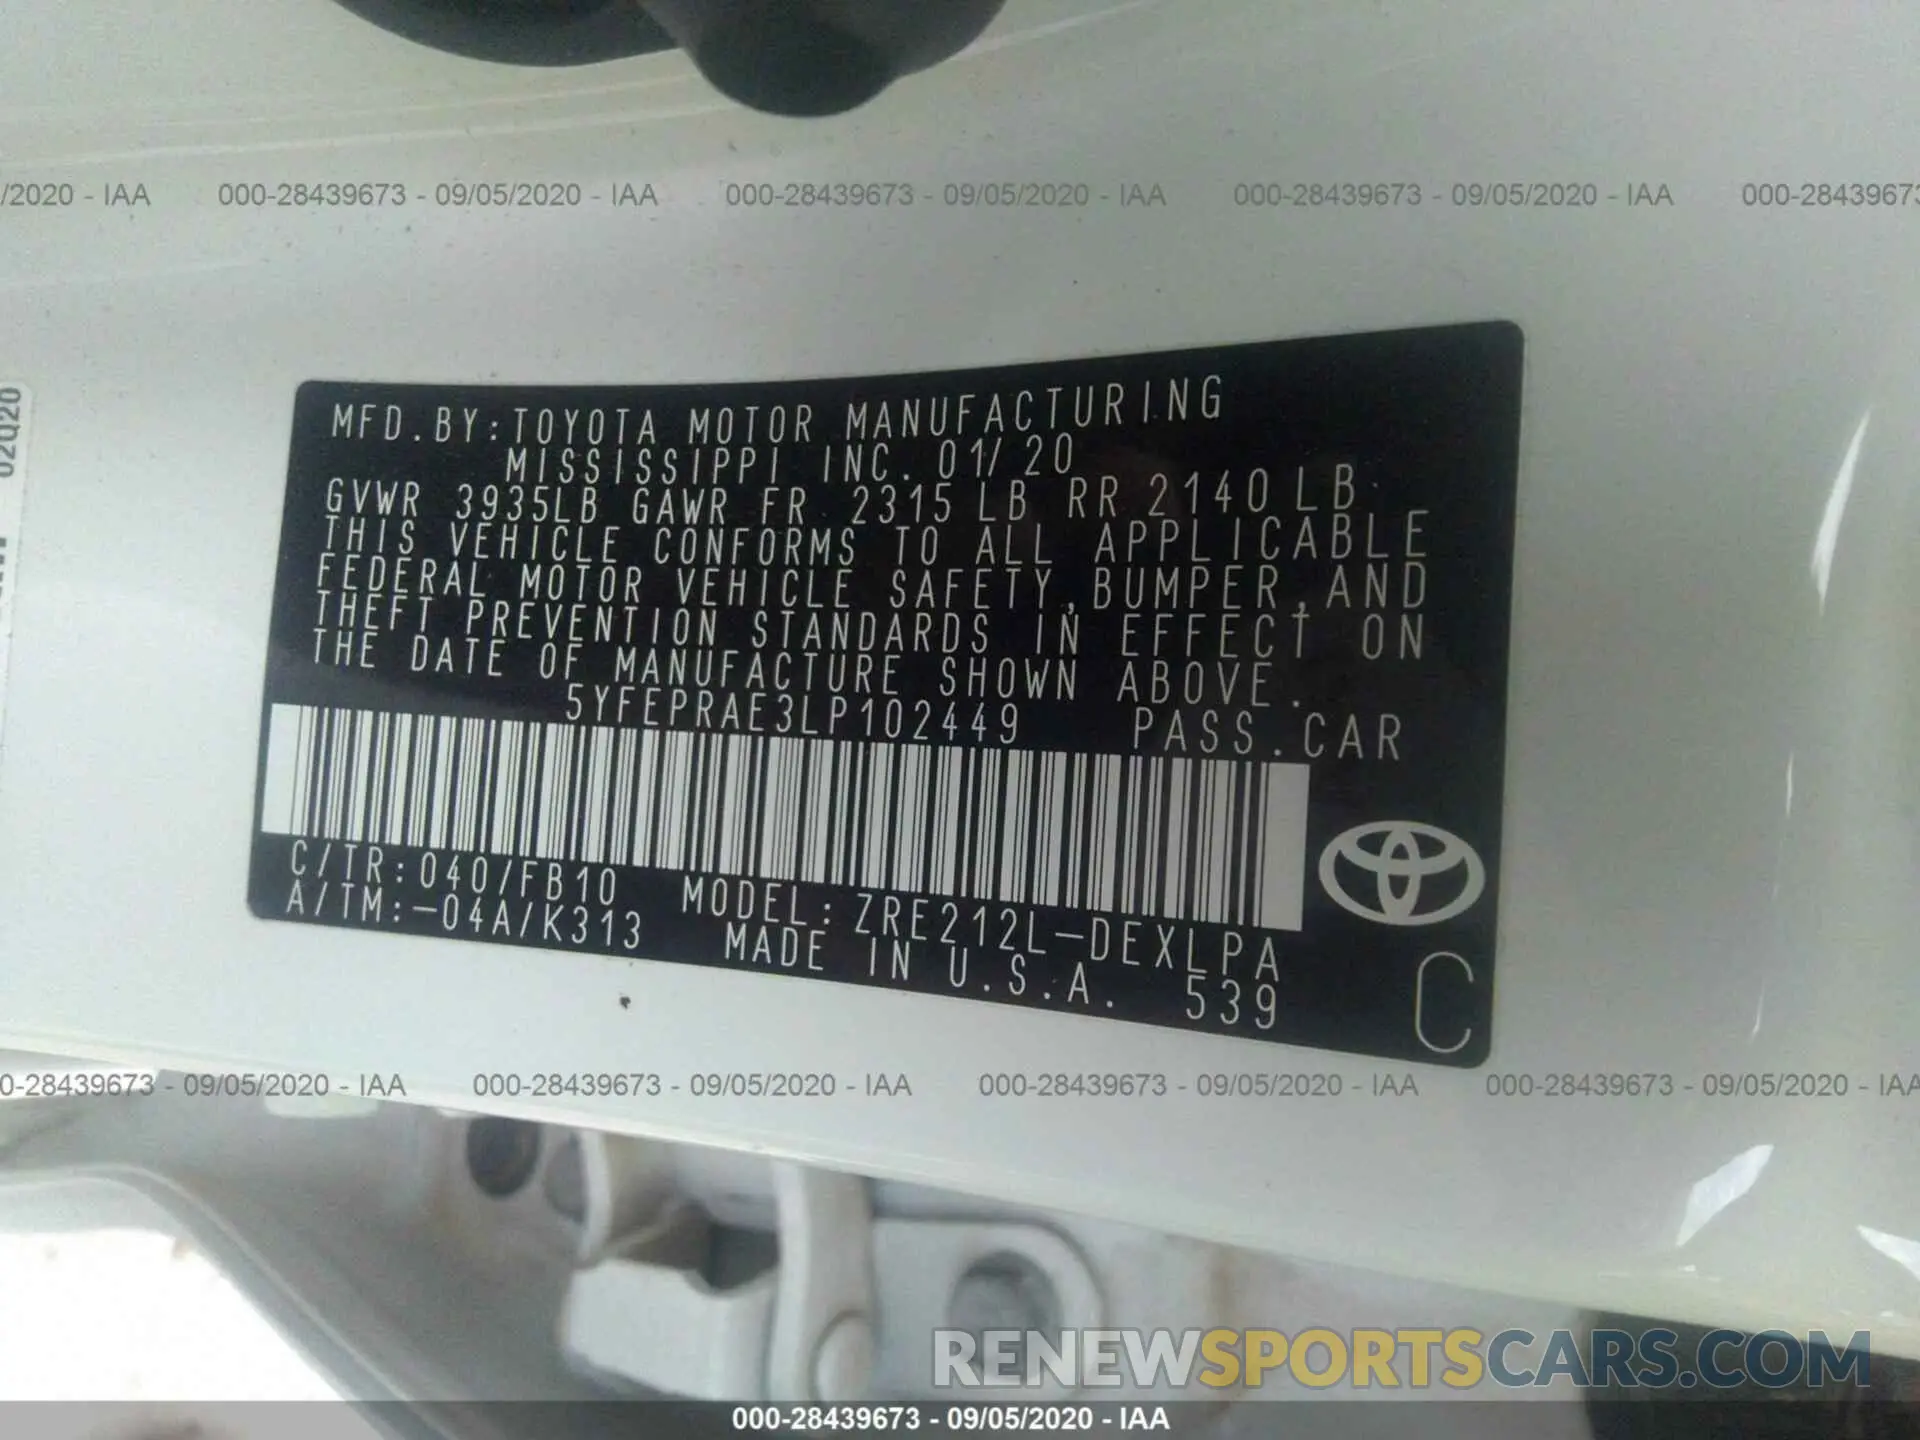 /2020 - IAA 000-28439673 - 09/05/2020 - IAA 000-28439673 - 09/05/2020 - IAA 000-28439673 - 09/05/2020 - IAA 000-28439673
02Q20
MFD.BY:TOYOTA MOTOR MANUFACTURING
MISSISSIPPI INC. 01/20
GVWR 3935LB GAWR FR 2315LB RR 2140LB
THIS VEHICLE CONFORMS TO ALL APPLICABLE
FEDERAL MOTOR VEHICLE SAFETY,BUMPER,AND
THEFT PREVENTION STANDARDS IN EFFECT ON
THE DATE OF MANUFACTURE SHOWN ABOVE.
5YFEPRAE3LP102449 PASS.CAR
C/TR:040/FB10 MODEL:ZRE212L-DEXLPA
A/TM:-04A/K313 MADE IN U.S.A. 539
C
0-28439673 - 09/05/2020 - IAA 000-28439673 - 09/05/2020 - IAA 000-28439673 - 09/05/2020 - IAA 000-28439673 - 09/05/2020 - IAA
RENEWSPORTSCARS.COM
000-28439673 - 09/05/2020 - IAA